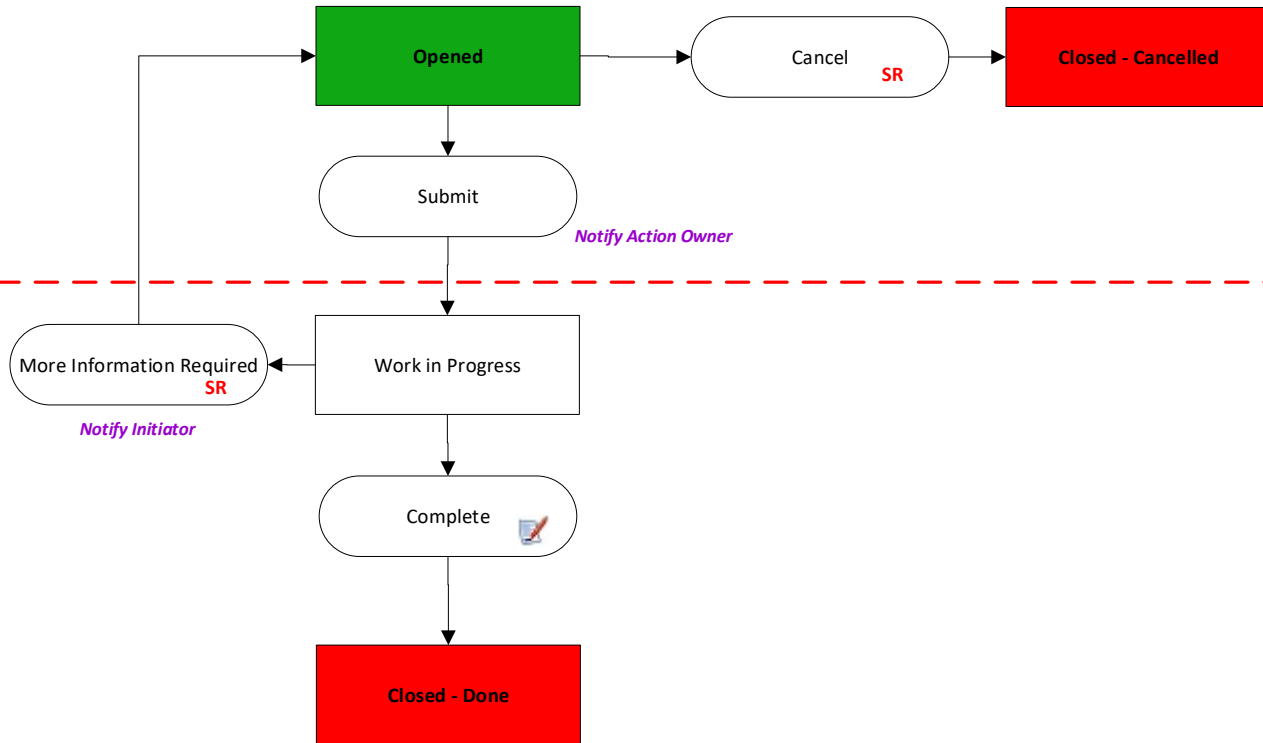 Opened
Cancel
SR
Closed - Cancelled
Submit
Notify Action Owner
More Information Required
SR
Work in Progress
Notify Initiator
Complete
Closed - Done